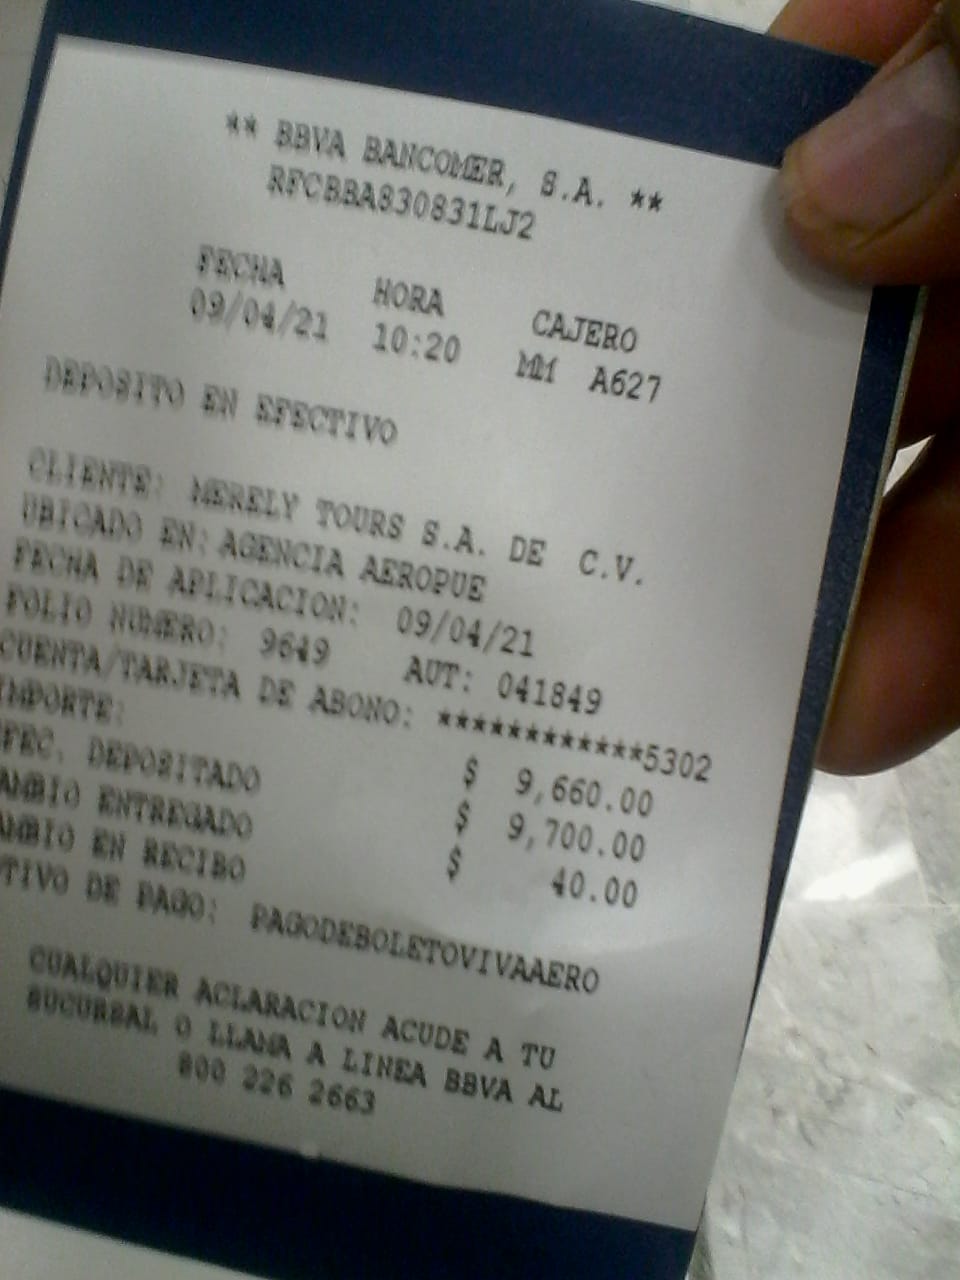 ** BBVA BANCOMER, S.A. **
RFCBBA830831LJ2
FECHA HORA CAJERO
09/04/21 10:20 MM A627
DEPOSITO EN EFECTIVO
CLIENTE: MERELY TOURS S.A. DE C.V.
UBICADO EN: AGENCIA AEROPUE
FECHA DE APLICACION: 09/04/21
FOLIO NUMERO: 9649 AUT: 041849
CUENTA/TARJETA DE ABONO: ************5302
IMPORTE: $ 9,660.00
EFEC. DEPOSITADO $ 9,700.00
AMBIO ENTREGADO $ 40.00
AMBIO EN RECIBO
TIVO DE PAGO: PAGODEBOLETOVIVAAERO
CUALQUIER ACLARACION ACUDE A TU
SUCURSAL O LLAMA A LINEA BBVA AL
800 226 2663